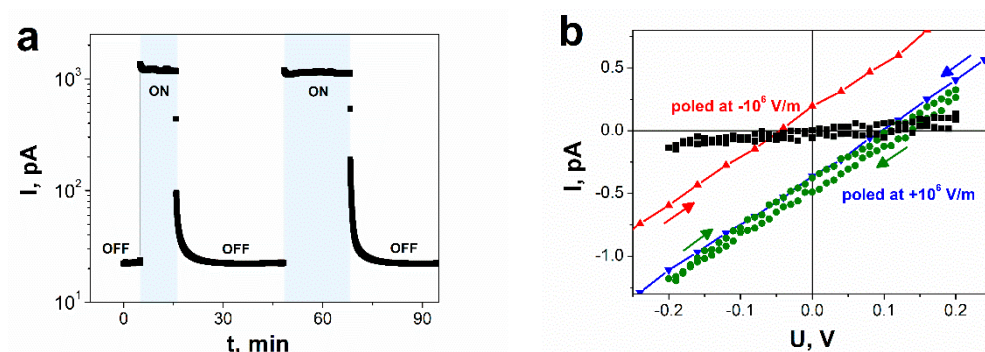 a
I, pA
10³
10²
10¹
ON
ON
OFF
OFF
OFF
0
30
60
90
t, min
b
I, pA
0.5
0.0
-0.5
-1.0
poled at -10⁶ V/m
poled at +10⁶ V/m
-0.2
-0.1
0.0
0.1
0.2
U, V